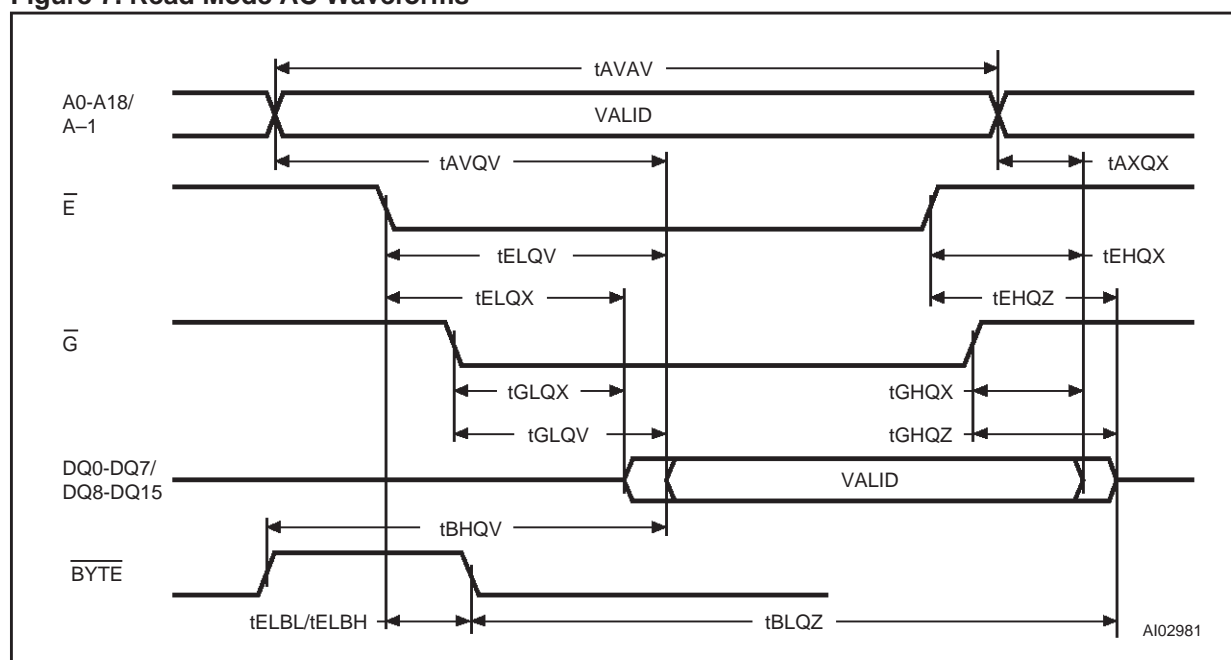 Figure 7. Read Mode AC Waveforms
tAVAV
A0-A18/
A–1
VALID
tAVQV
tAXQX
E
tELQV
tEHQX
tELQX
tEHQZ
G
tGLQX
tGHQX
tGLQV
tGHQZ
DQ0-DQ7/
DQ8-DQ15
VALID
tBHQV
BYTE
tELBL/tELBH
tBLQZ
AI02981